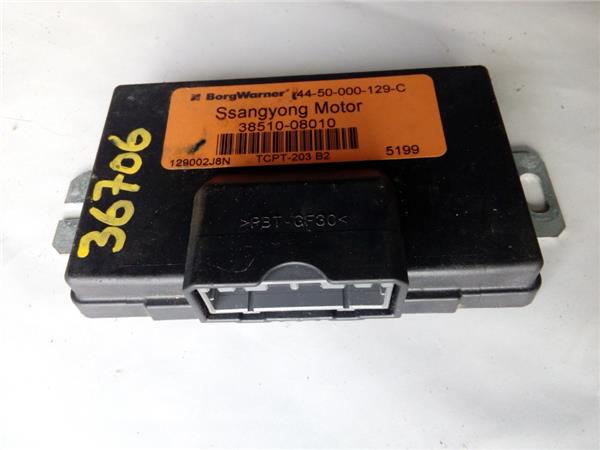 BorgWarner 44-50-000-129-C
Ssangyong Motor
38510-08010
129002J8N TCPT-203 B2 5199
>PBT-GF30<
36706